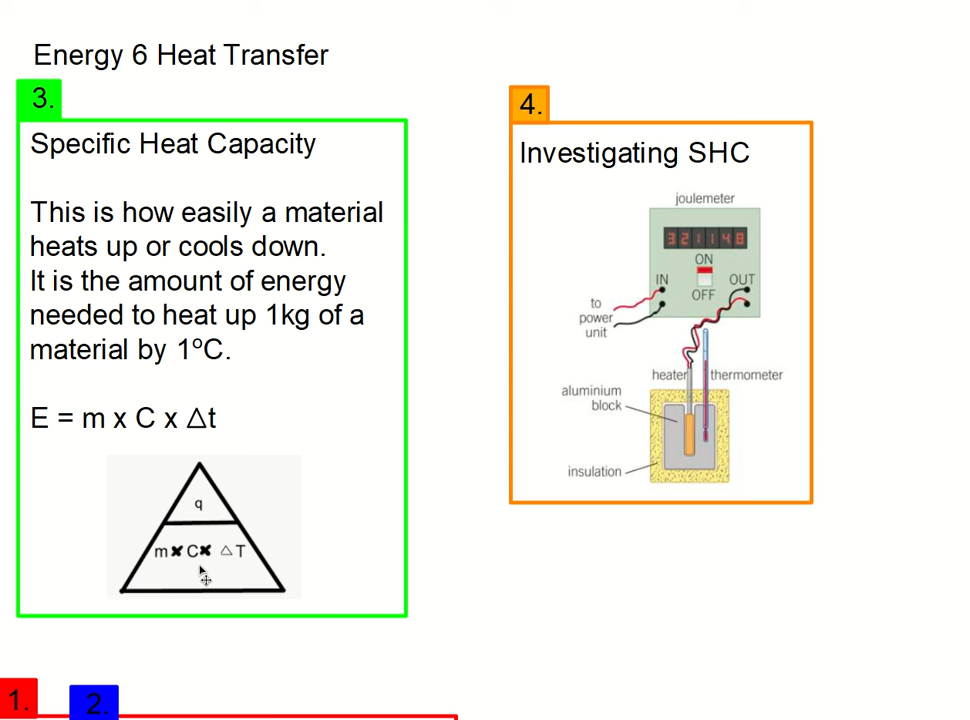 Energy 6 Heat Transfer
3.
Specific Heat Capacity
This is how easily a material
heats up or cools down.
It is the amount of energy
needed to heat up 1kg of a
material by 1°C.
E = m x C x △t
q
m x C x △T
4.
Investigating SHC
joulemeter
321148
ON
IN
OUT
OFF
to
power
unit
heater
thermometer
aluminium
block
insulation
1.
2.